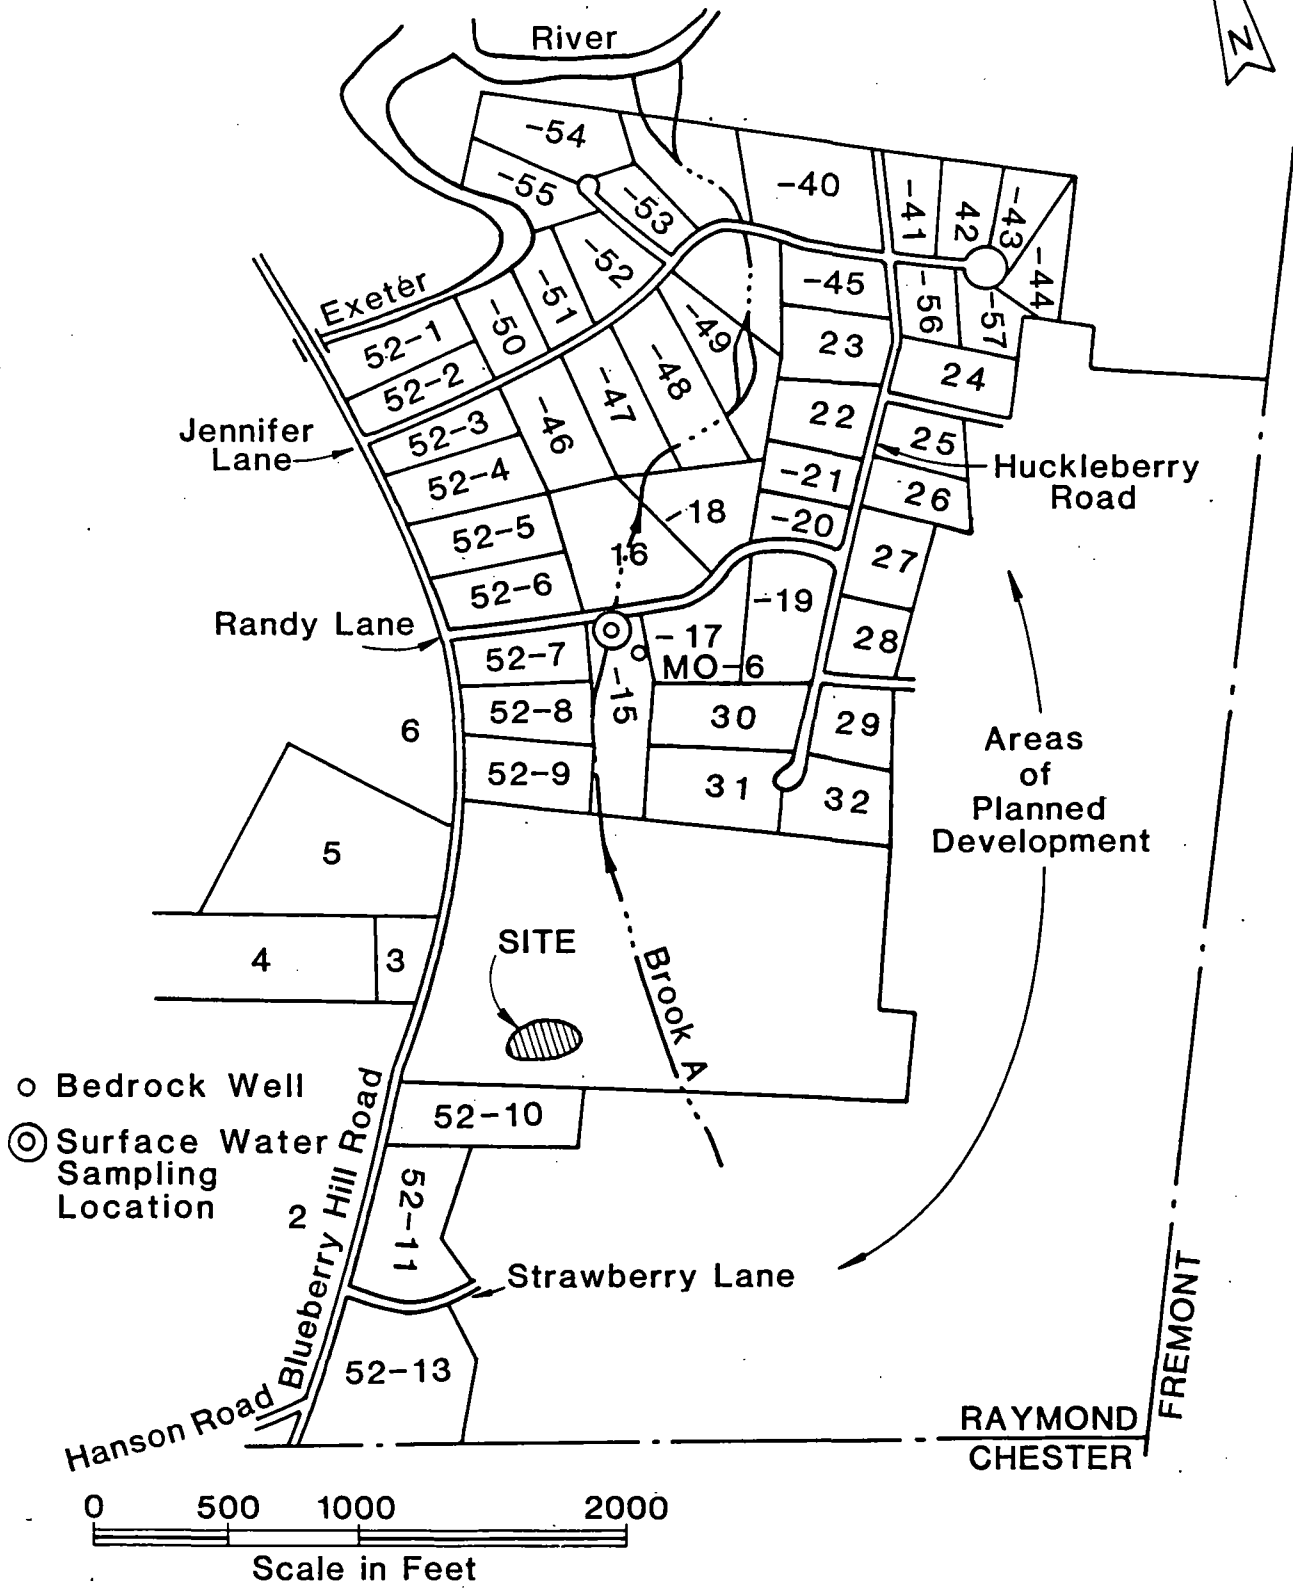 River
N
-54
-55
-53
-40
-41
42
-43
-44
-52
-51
-50
-45
-56
-57
Exeter
52-1
52-2
-49
-48
-47
-46
23
24
Jennifer
Lane
52-3
52-4
22
25
Huckleberry
Road
-21
26
-18
-20
52-5
16
27
52-6
-19
Randy Lane
-17
MO-6
28
52-7
-15
52-8
30
29
6
52-9
31
32
Areas
of
Planned
Development
5
4
3
SITE
Brook A
Bedrock Well
Surface Water
Sampling
Location
52-10
52-11
2
Blueberry Hill Road
Strawberry Lane
52-13
Hanson Road
FREMONT
RAYMOND
CHESTER
0 500 1000 2000
Scale in Feet